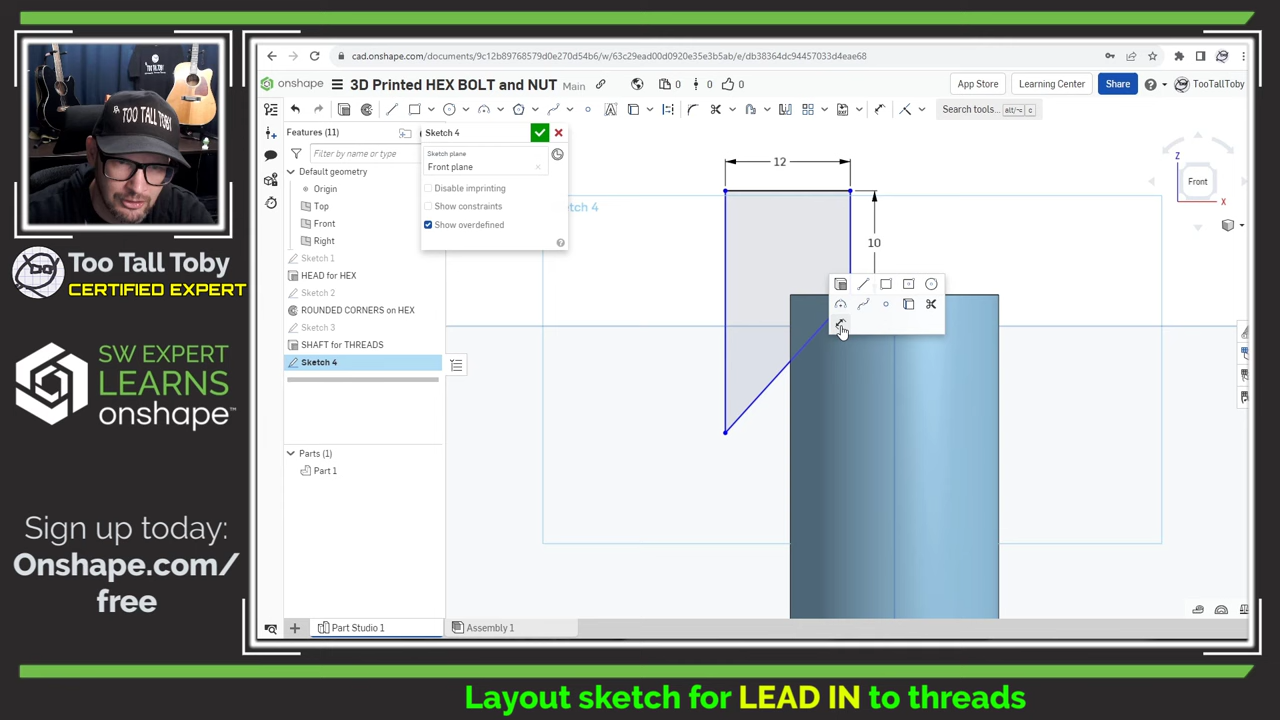 cad.onshape.com/documents/9c12b89768579d0e270d54b6/w/63c29ead00d0920e35e3b5ab/e/db38364dc94457033d4eae68
onshape
3D Printed HEX BOLT and NUT Main
0
0
0
App Store
Learning Center
Share
TooTallToby
Search tools...
alt/⌥ c
Features (11)
Filter by name or type
Default geometry
Origin
Top
Front
Right
Sketch 1
HEAD for HEX
Sketch 2
ROUNDED CORNERS on HEX
Sketch 3
SHAFT for THREADS
Sketch 4
Parts (1)
Part 1
Sketch 4
Sketch plane
Front plane
Disable imprinting
Show constraints
Show overdefined
tch 4
12
10
Z
Front
X
Part Studio 1
Assembly 1
TOO TALL TOBY
Too Tall Toby
CERTIFIED EXPERT
SW EXPERT
LEARNS
onshape™
Sign up today:
Onshape.com/
free
Layout sketch for LEAD IN to threads